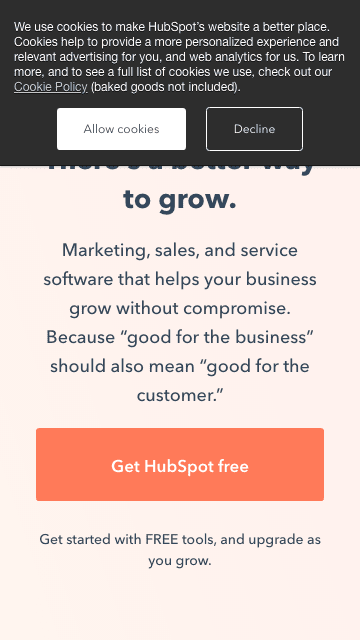 We use cookies to make HubSpot's website a better place.
Cookies help to provide a more personalized experience and
relevant advertising for you, and web analytics for us. To learn
more, and to see a full list of cookies we use, check out our
Cookie Policy (baked goods not included).
Allow cookies
Decline
There's a better way
to grow.
Marketing, sales, and service
software that helps your business
grow without compromise.
Because “good for the business”
should also mean “good for the
customer.”
Get HubSpot free
Get started with FREE tools, and upgrade as
you grow.